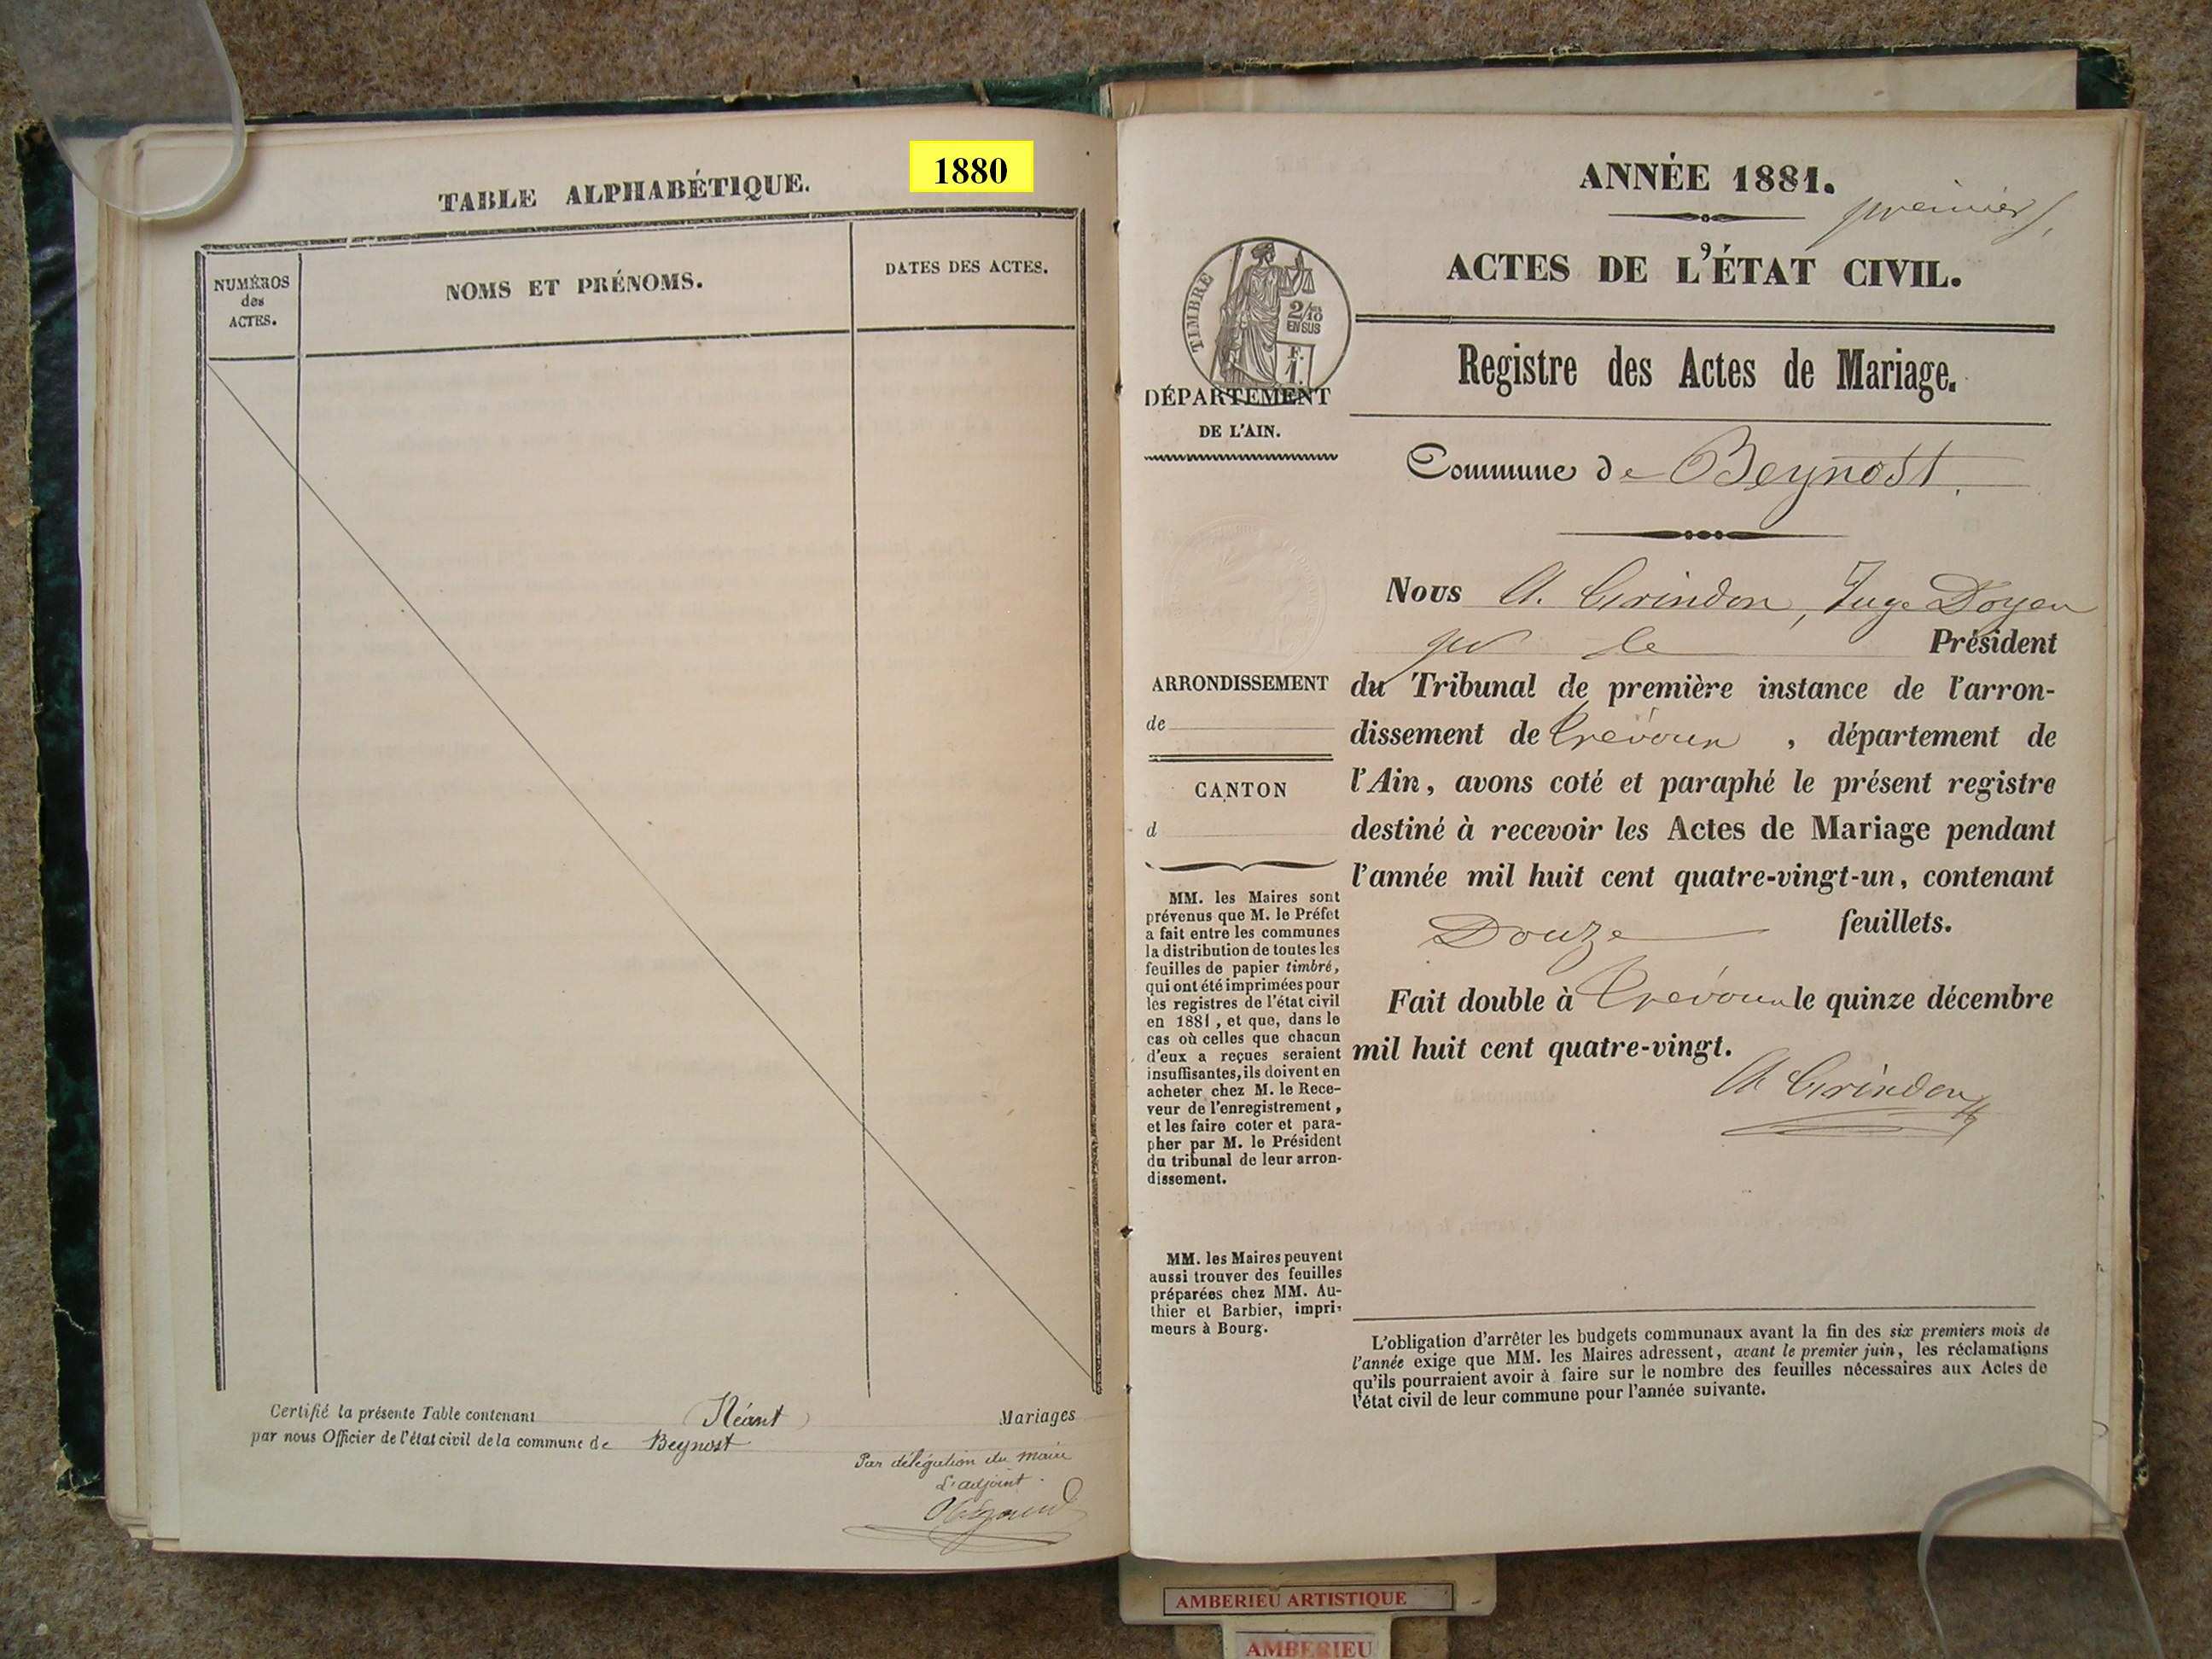 1880
TABLE ALPHABÉTIQUE.
NUMÉROS
des
ACTES.
NOMS ET PRÉNOMS.
DATES DES ACTES.
Certifié la présente Table contenant Néant Mariages
par nous Officier de l'état civil de la commune de Beynost
Par délégation du maire
L'adjoint
ANNÉE 1881.
premier
ACTES DE L'ÉTAT CIVIL.
TIMBRE
2/10
EN SUS
F.
1.
DÉPARTEMENT
DE L'AIN.
Registre des Actes de Mariage.
Commune de Beynost.
Nous A. Grindon, Juge Doyen
Président
du Tribunal de première instance de l'arron-
dissement de Trévoux, département de
l'Ain, avons coté et paraphé le présent registre
destiné à recevoir les Actes de Mariage pendant
l'année mil huit cent quatre-vingt-un, contenant
Douze feuillets.
Fait double à Trévoux le quinze décembre
mil huit cent quatre-vingt.
A Grindon
ARRONDISSEMENT
de
CANTON
d
MM. les Maires sont
prévenus que M. le Préfet
a fait entre les communes
la distribution de toutes les
feuilles de papier timbré,
qui ont été imprimées pour
les registres de l'état civil
en 1881, et que, dans le
cas où celles que chacun
d'eux a reçues seraient
insuffisantes, ils doivent en
acheter chez M. le Rece-
veur de l'enregistrement,
et les faire coter et para-
pher par M. le Président
du tribunal de leur arron-
dissement.
MM. les Maires peuvent
aussi trouver des feuilles
préparées chez MM. Au-
thier et Barbier, impri-
meurs à Bourg.
L'obligation d'arrêter les budgets communaux avant la fin des six premiers mois de
l'année exige que MM. les Maires adressent, avant le premier juin, les réclamations
qu'ils pourraient avoir à faire sur le nombre des feuilles nécessaires aux Actes de
l'état civil de leur commune pour l'année suivante.
AMBERIEU ARTISTIQUE
AMBERIEU